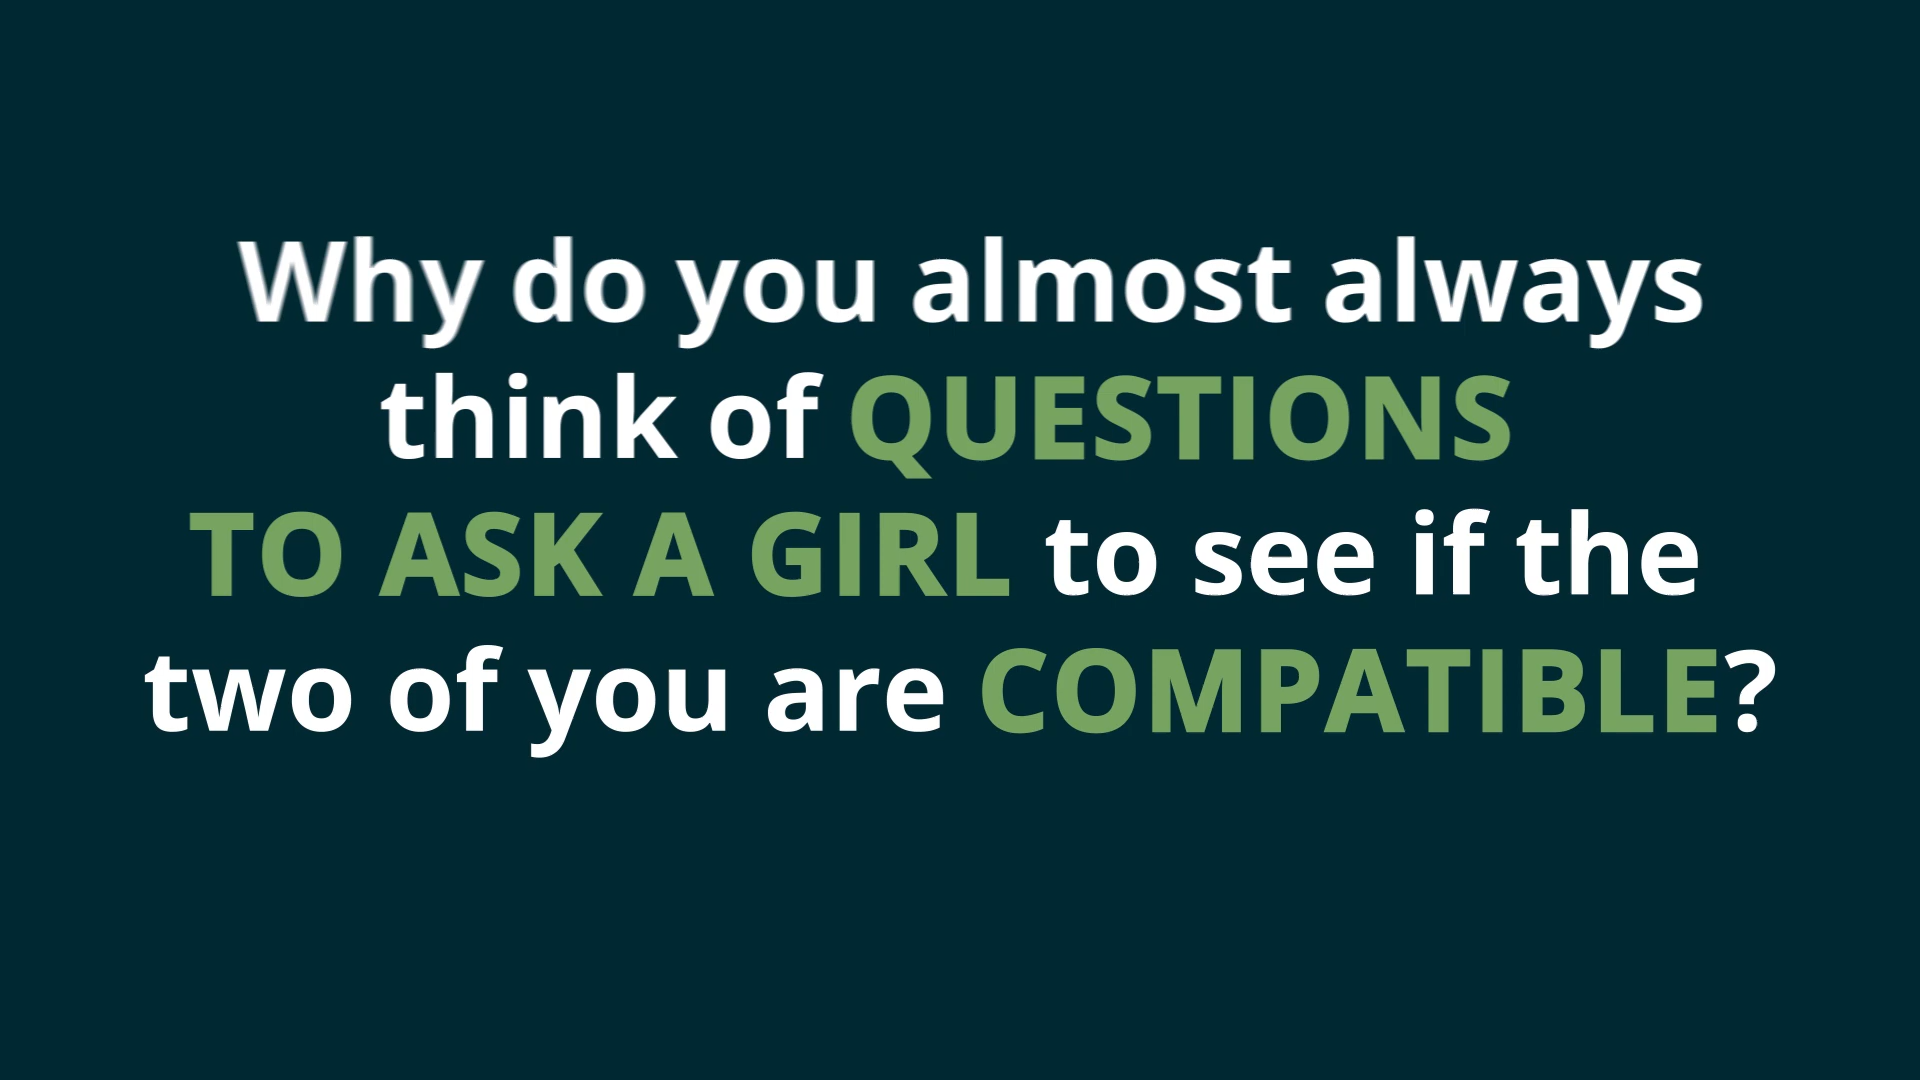 Why do you almost always
think of QUESTIONS
TO ASK A GIRL to see if the
two of you are COMPATIBLE?